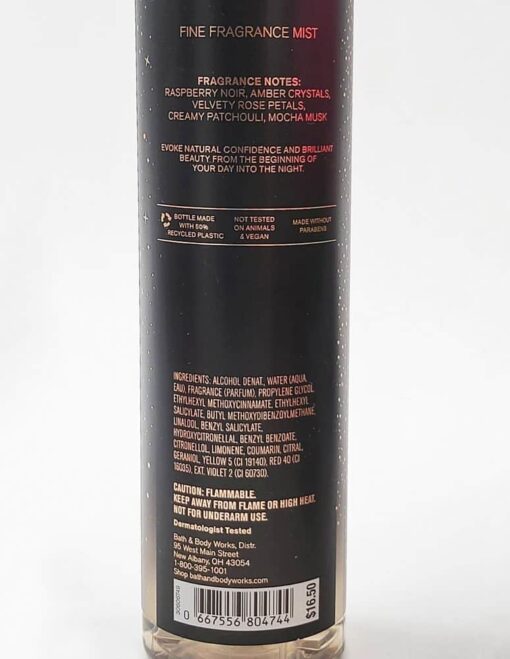 FINE FRAGRANCE MIST
FRAGRANCE NOTES:
RASPBERRY NOIR, AMBER CRYSTALS,
VELVETY ROSE PETALS,
CREAMY PATCHOULI, MOCHA MUSK
EVOKE NATURAL CONFIDENCE AND BRILLIANT
BEAUTY FROM THE BEGINNING OF
YOUR DAY INTO THE NIGHT.
BOTTLE MADE
WITH 50%
RECYCLED PLASTIC
NOT TESTED
ON ANIMALS
& VEGAN
MADE WITHOUT
PARABENS
INGREDIENTS: ALCOHOL DENAT., WATER (AQUA,
EAU), FRAGRANCE (PARFUM), PROPYLENE GLYCOL,
ETHYLHEXYL METHOXYCINNAMATE, ETHYLHEXYL
SALICYLATE, BUTYL METHOXYDIBENZOYLMETHANE,
LINALOOL, BENZYL SALICYLATE,
HYDROXYCITRONELLAL, BENZYL BENZOATE,
CITRONELLOL, LIMONENE, COUMARIN, CITRAL,
GERANIOL, YELLOW 5 (CI 19140), RED 40 (CI
16035), EXT. VIOLET 2 (CI 60730).
CAUTION: FLAMMABLE.
KEEP AWAY FROM FLAME OR HIGH HEAT.
NOT FOR UNDERARM USE.
Dermatologist Tested
Bath & Body Works, Distr.
95 West Main Street
New Albany, OH 43054
1-800-395-1001
Shop bathandbodyworks.com
0 667556 804744
$16.50